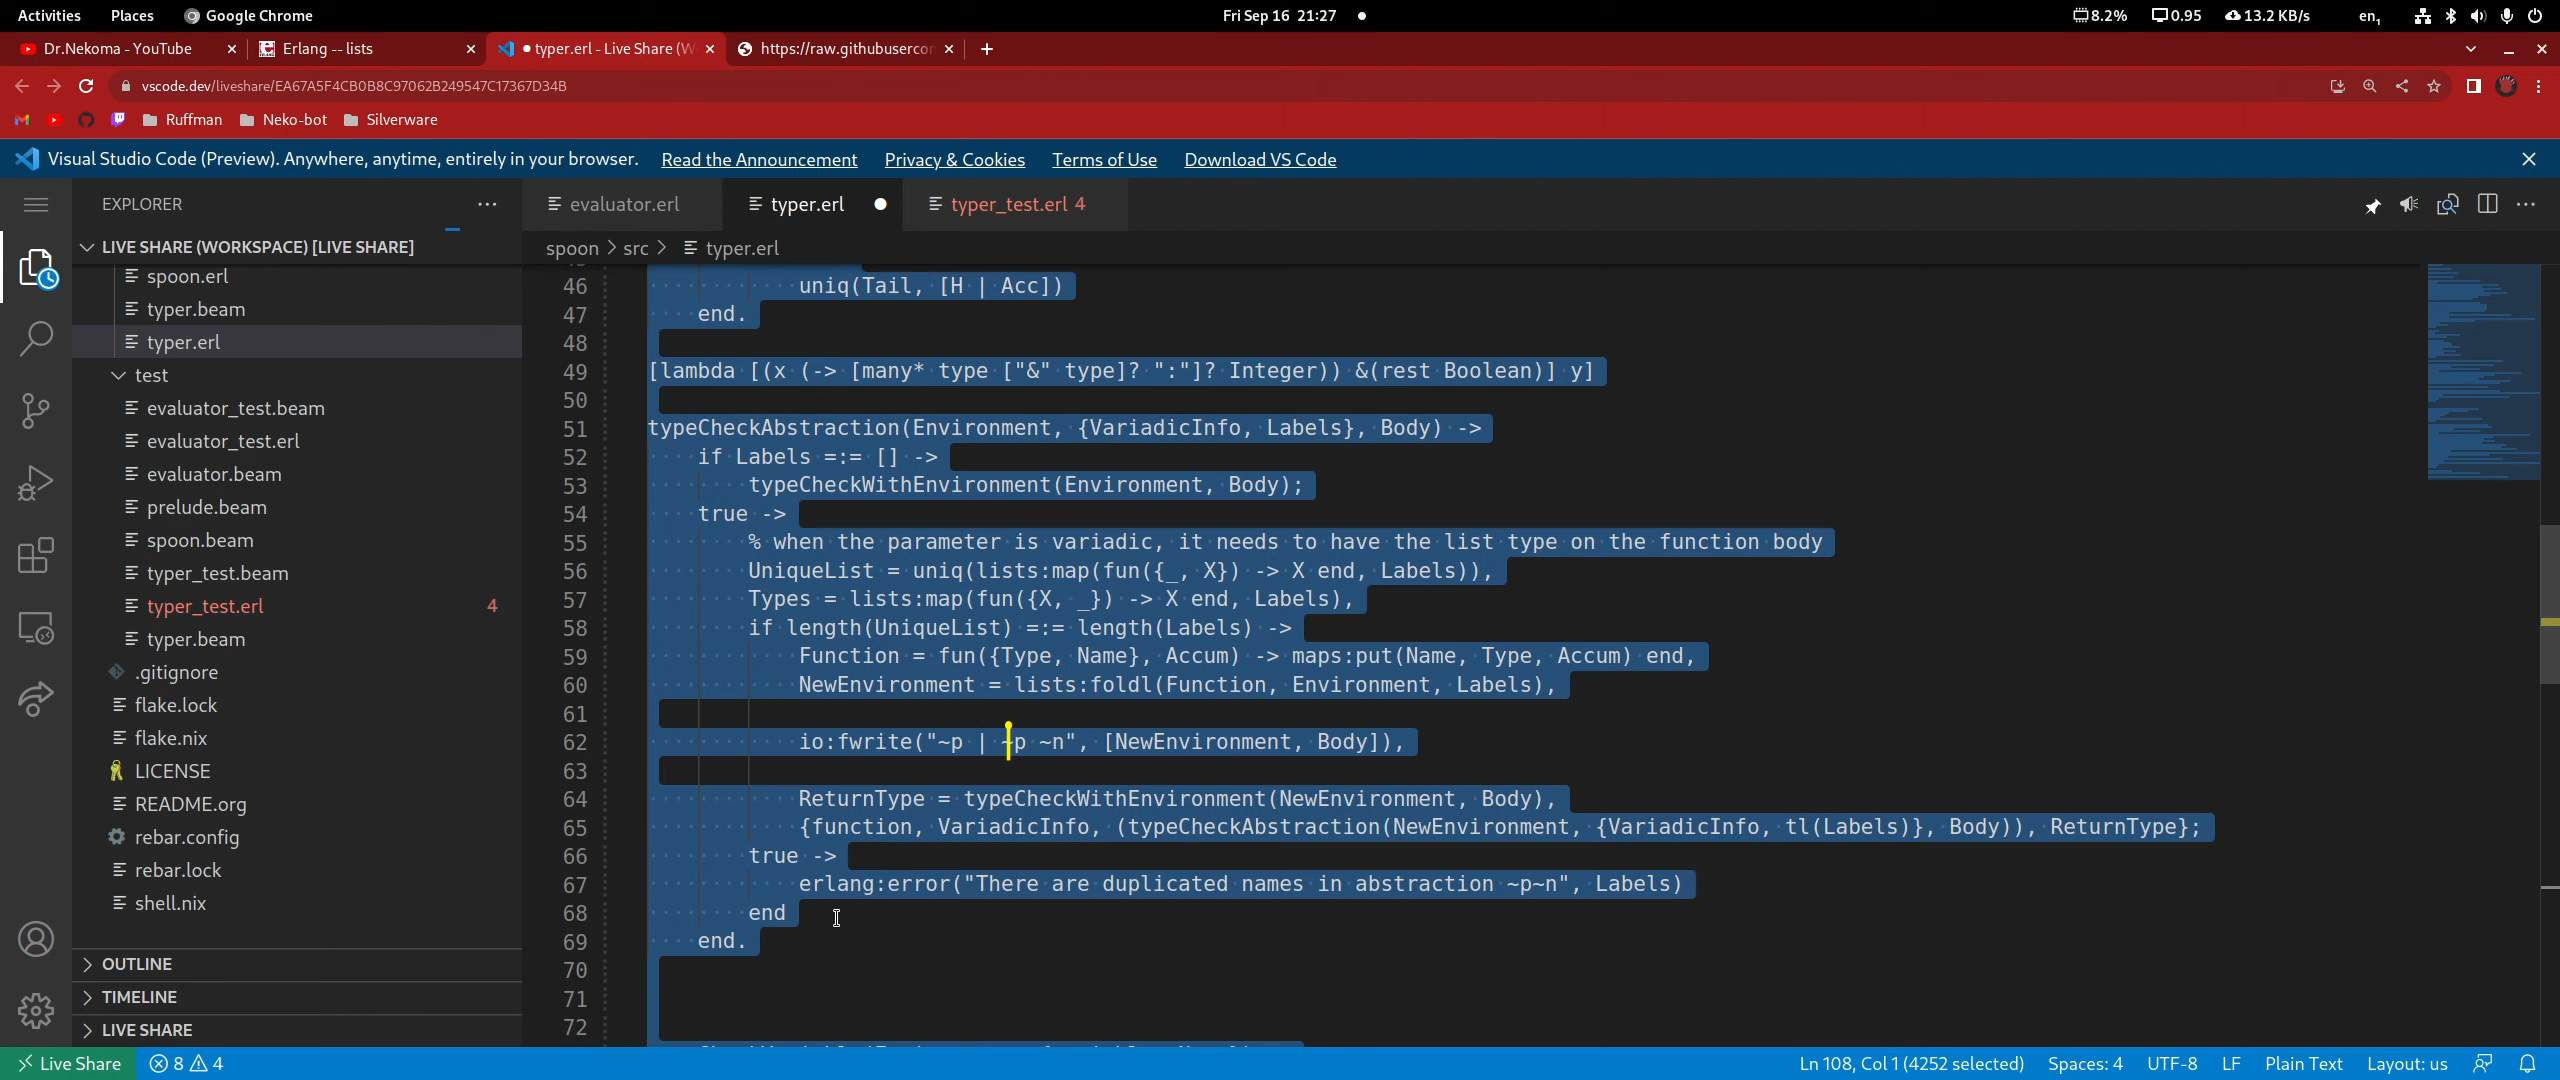 Activities Places Google Chrome Fri Sep 16 21:27 8.2% 0.95 13.2 KB/s en1
Dr.Nekoma - YouTube Erlang -- lists typer.erl - Live Share (W https://raw.githubusercon
vscode.dev/liveshare/EA67A5F4CB0B8C97062B249547C17367D34B
Ruffman Neko-bot Silverware
Visual Studio Code (Preview). Anywhere, anytime, entirely in your browser. Read the Announcement Privacy & Cookies Terms of Use Download VS Code
EXPLORER evaluator.erl typer.erl typer_test.erl 4
LIVE SHARE (WORKSPACE) [LIVE SHARE] spoon > src > typer.erl
spoon.erl
typer.beam
typer.erl
test
evaluator_test.beam
evaluator_test.erl
evaluator.beam
prelude.beam
spoon.beam
typer_test.beam
typer_test.erl 4
typer.beam
.gitignore
flake.lock
flake.nix
LICENSE
README.org
rebar.config
rebar.lock
shell.nix
OUTLINE
TIMELINE
LIVE SHARE
46 uniq(Tail, [H | Acc])
47 end.
48
49 [lambda [(x (-> [many* type ["&" type]? ":"]? Integer)) &(rest Boolean)] y]
50
51 typeCheckAbstraction(Environment, {VariadicInfo, Labels}, Body) ->
52 if Labels =:= [] ->
53 typeCheckWithEnvironment(Environment, Body);
54 true ->
55 % when the parameter is variadic, it needs to have the list type on the function body
56 UniqueList = uniq(lists:map(fun({_, X}) -> X end, Labels)),
57 Types = lists:map(fun({X, _}) -> X end, Labels),
58 if length(UniqueList) =:= length(Labels) ->
59 Function = fun({Type, Name}, Accum) -> maps:put(Name, Type, Accum) end,
60 NewEnvironment = lists:foldl(Function, Environment, Labels),
61
62 io:fwrite("~p | ~p ~n", [NewEnvironment, Body]),
63
64 ReturnType = typeCheckWithEnvironment(NewEnvironment, Body),
65 {function, VariadicInfo, (typeCheckAbstraction(NewEnvironment, {VariadicInfo, tl(Labels)}, Body)), ReturnType};
66 true ->
67 erlang:error("There are duplicated names in abstraction ~p~n", Labels)
68 end
69 end.
70
71
72
Live Share 8 4 Ln 108, Col 1 (4252 selected) Spaces: 4 UTF-8 LF Plain Text Layout: us